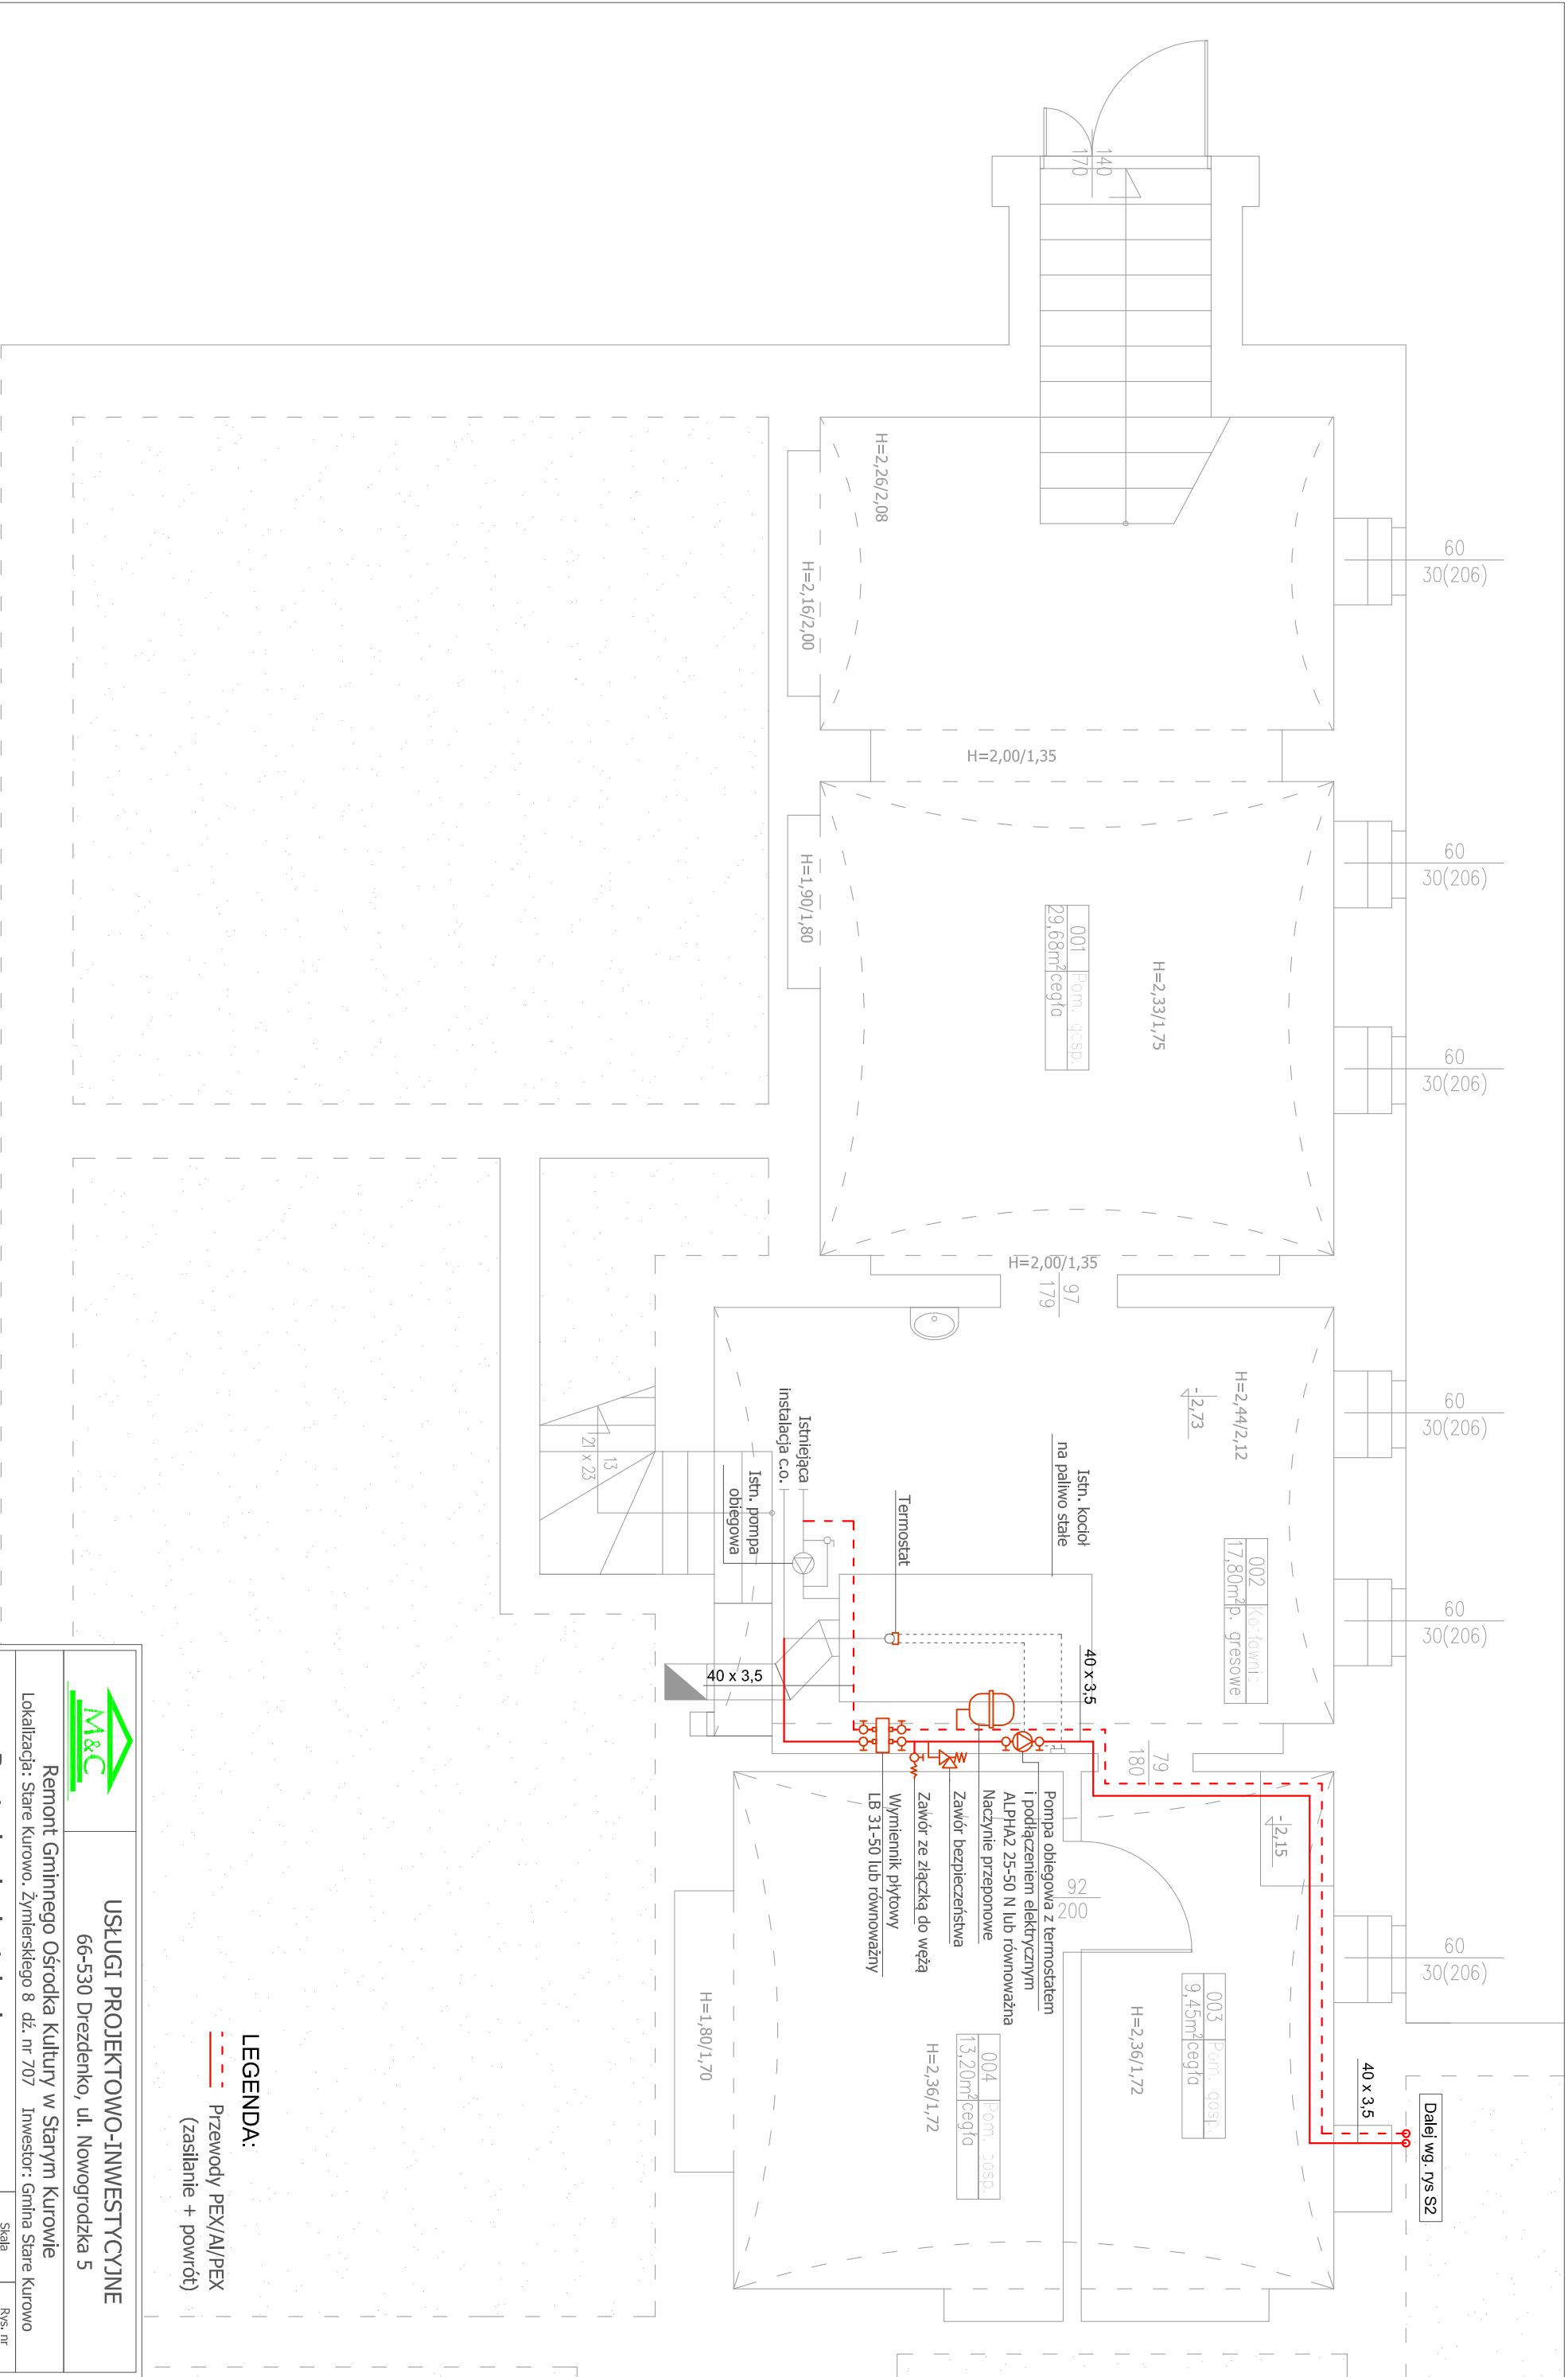 140
170
H=2,26/2,08
H=2,16/2,00
60
30(206)
H=2,00/1,35
60
30(206)
H=1,90/1,80
001 Pom. gosp.
29,68m² cegła
H=2,33/1,75
60
30(206)
H=2,00/1,35
97
179
60
30(206)
H=2,44/2,12
-2,73
002
17,80m² p. gresowe
60
30(206)
Istn. kocioł
na paliwo stałe
Termostat
Istniejąca
instalacja c.o.
Istn. pompa
obiegowa
13
21 x 23
40 x 3,5
40 x 3,5
79
180
-2,15
60
30(206)
Pompa obiegowa z termostatem
i podłączeniem elektrycznym
ALPHA2 25-50 N lub równoważna
Naczynie przeponowe
Zawór bezpieczeństwa
Zawór ze złączką do węża
Wymiennik płytowy
LB 31-50 lub równoważny
92
200
003 Pom. gosp.
9,45m² cegła
H=2,36/1,72
004 Pom. gosp.
13,20m² cegła
H=2,36/1,72
H=1,80/1,70
40 x 3,5
Dalej wg. rys S2
LEGENDA:
Przewody PEX/Al/PEX
(zasilanie + powrót)
M&C
USŁUGI PROJEKTOWO-INWESTYCYJNE
66-530 Drezdenko, ul. Nowogrodzka 5
Remont Gminnego Ośrodka Kultury w Starym Kurowie
Lokalizacja: Stare Kurowo. Żymierskiego 8 dź. nr 707 Inwestor: Gmina Stare Kurowo
Skala
Rys. nr